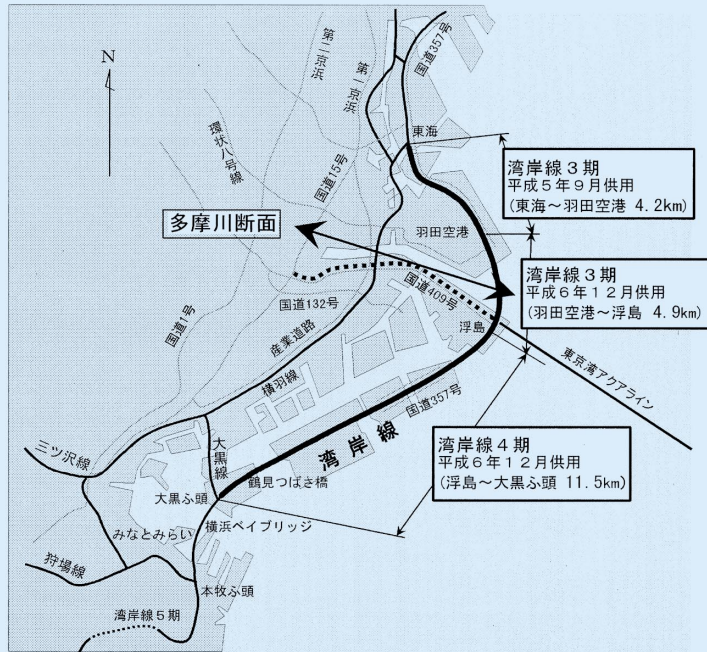 国道357号
第二京浜
第一京浜
N
東海
環状八号線
国道15号
湾岸線3期
平成5年9月供用
(東海～羽田空港 4.2km)
多摩川断面
羽田空港
湾岸線3期
平成6年12月供用
(羽田空港～浮島 4.9km)
国道409号
国道132号
国道1号
産業道路
浮島
東京湾アクアライン
横羽線
国道357号
湾岸線
湾岸線4期
平成6年12月供用
(浮島～大黒ふ頭 11.5km)
三ツ沢線
大黒線
鶴見つばさ橋
大黒ふ頭
横浜ベイブリッジ
みなとみらい
狩場線
本牧ふ頭
湾岸線5期